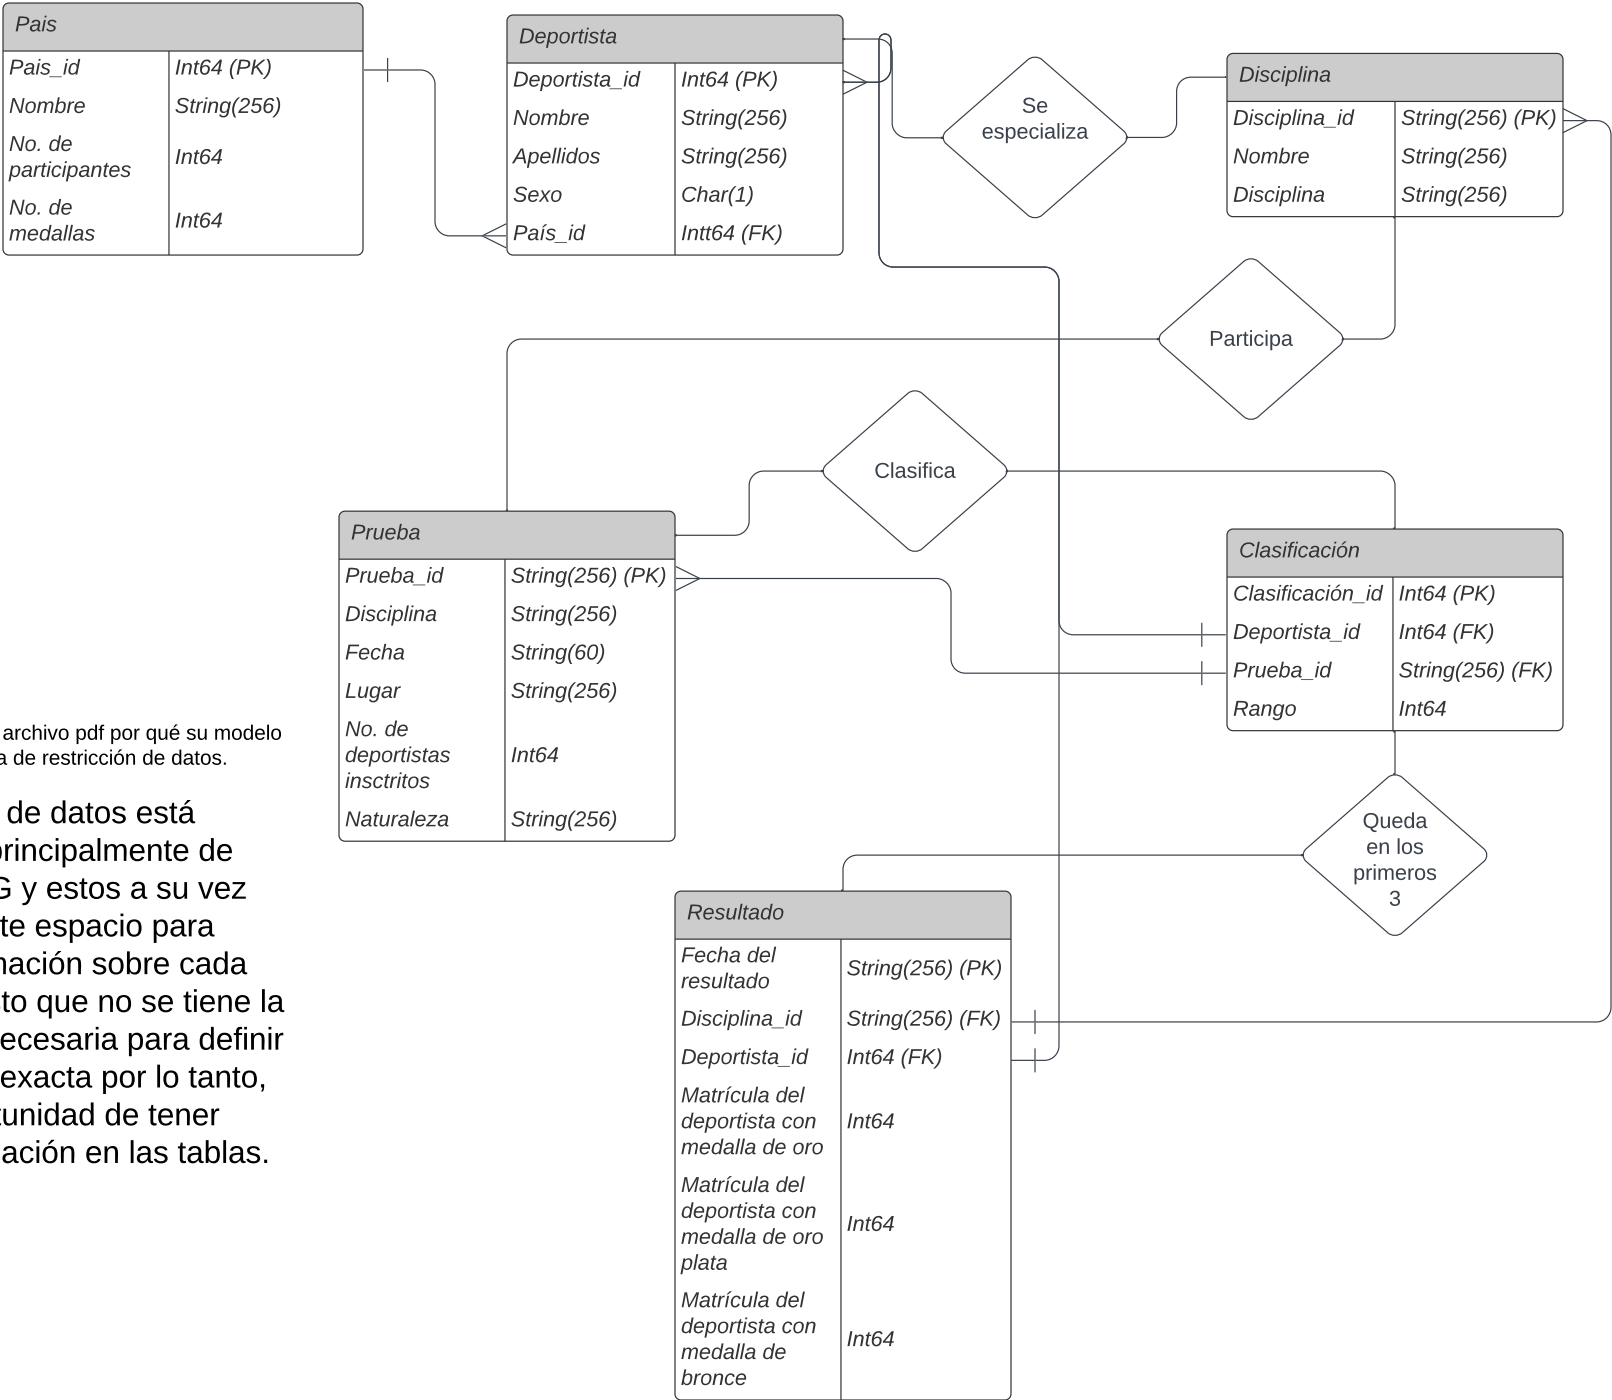 Pais
Pais_id
Int64 (PK)
Nombre
String(256)
No. de
participantes
Int64
No. de
medallas
Int64
Deportista
Deportista_id
Int64 (PK)
Nombre
String(256)
Apellidos
String(256)
Sexo
Char(1)
País_id
Intt64 (FK)
Se
especializa
Disciplina
Disciplina_id
String(256) (PK)
Nombre
String(256)
Disciplina
String(256)
Participa
Clasifica
Prueba
Prueba_id
String(256) (PK)
Disciplina
String(256)
Fecha
String(60)
Lugar
String(256)
No. de
deportistas
insctritos
Int64
Naturaleza
String(256)
Clasificación
Clasificación_id
Int64 (PK)
Deportista_id
Int64 (FK)
Prueba_id
String(256) (FK)
Rango
Int64
archivo pdf por qué su modelo
a de restricción de datos.
de datos está
principalmente de
G y estos a su vez
te espacio para
mación sobre cada
sto que no se tiene la
ecesaria para definir
exacta por lo tanto,
tunidad de tener
ación en las tablas.
Queda
en los
primeros
3
Resultado
Fecha del
resultado
String(256) (PK)
Disciplina_id
String(256) (FK)
Deportista_id
Int64 (FK)
Matrícula del
deportista con
medalla de oro
Int64
Matrícula del
deportista con
medalla de oro
plata
Int64
Matrícula del
deportista con
medalla de
bronce
Int64